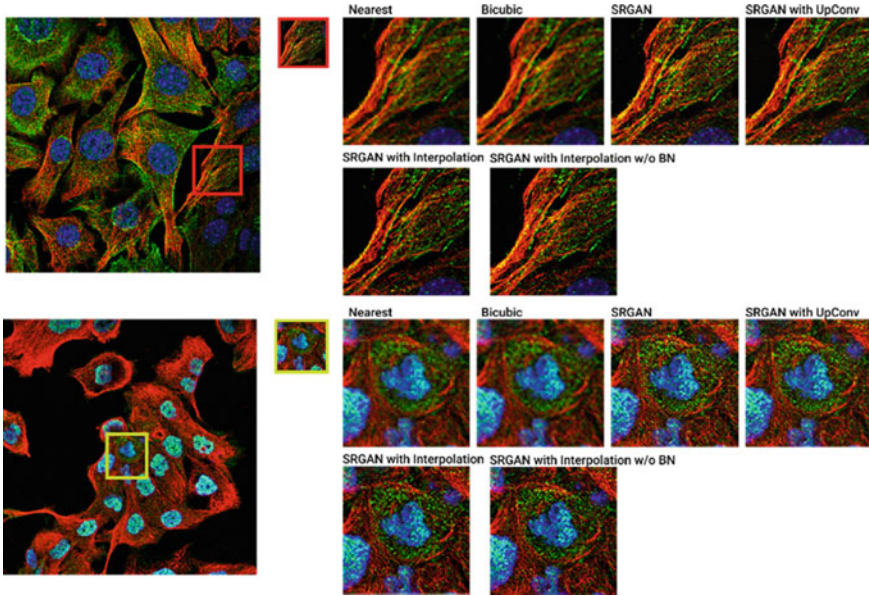 Nearest Bicubic SRGAN SRGAN with UpConv
SRGAN with Interpolation SRGAN with Interpolation w/o BN
Nearest Bicubic SRGAN SRGAN with UpConv
SRGAN with Interpolation SRGAN with Interpolation w/o BN